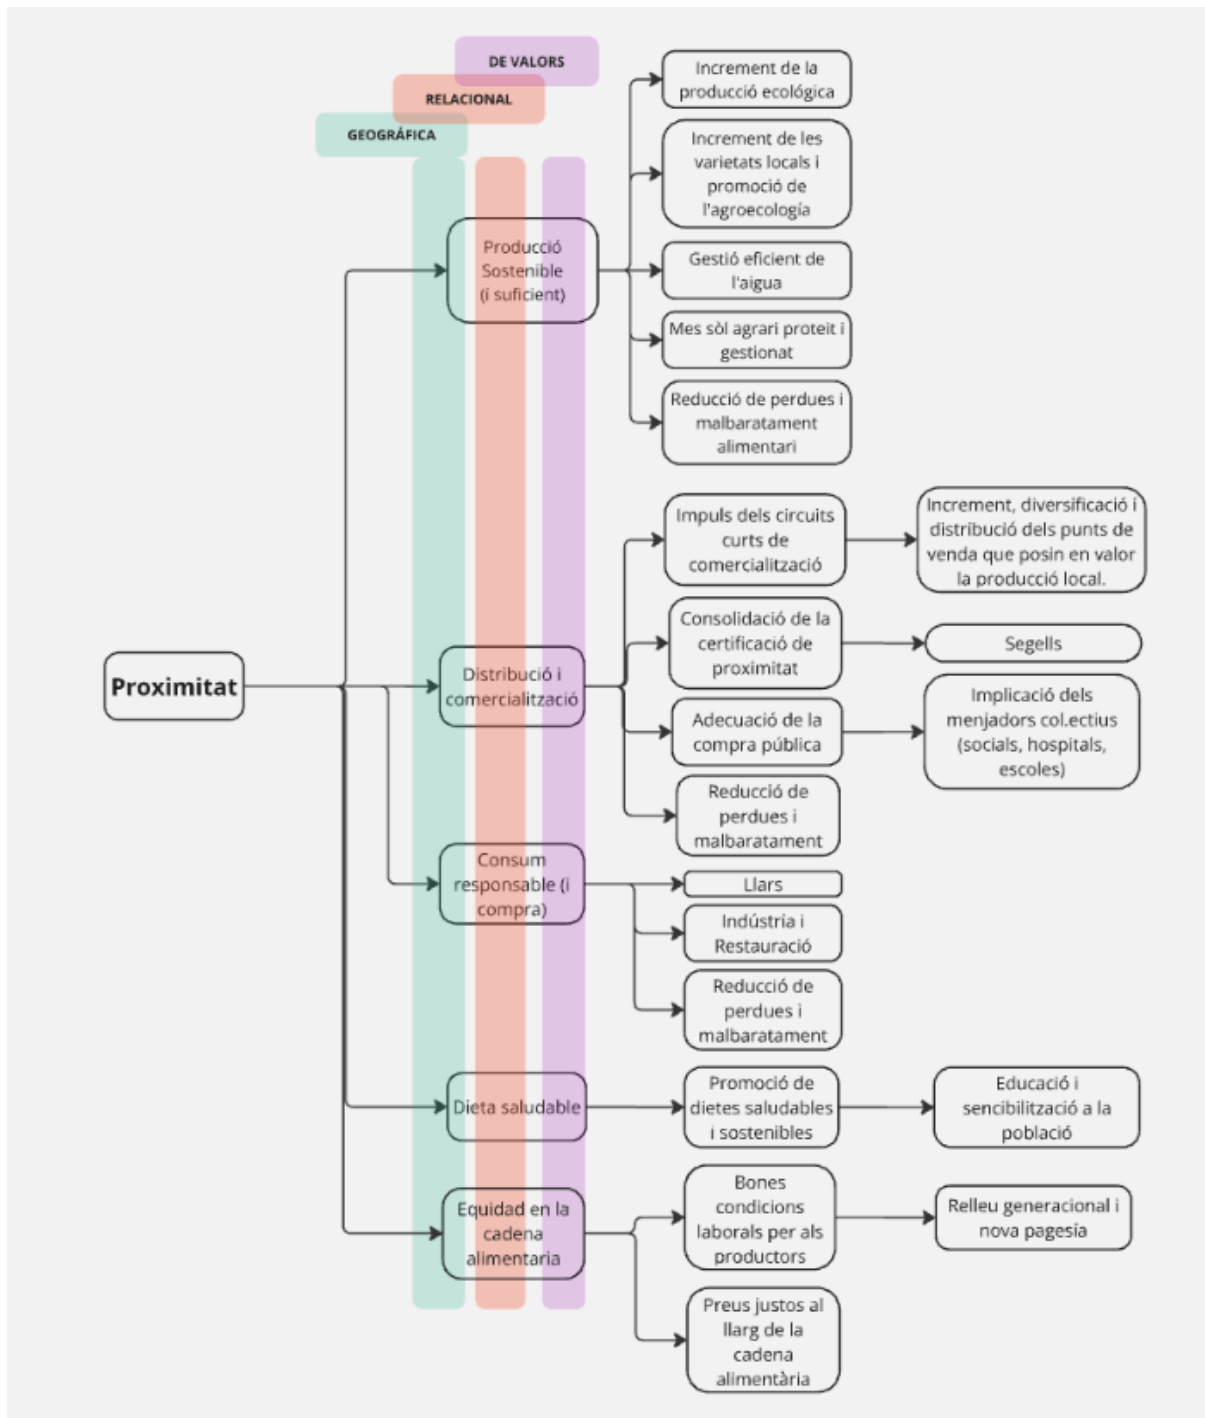 DE VALORS
RELACIONAL
GEOGRÁFICA
Proximitat
Producció
Sostenible
(i suficient)
Increment de la
producció ecológica
Increment de les
varietats locals i
promoció de
l'agroecología
Gestió eficient de
l'aigua
Mes sòl agrari proteit i
gestionat
Reducció de perdues i
malbaratament
alimentari
Distribució i
comercialització
Impuls dels circuits
curts de
comercialització
Increment, diversificació i
distribució dels punts de
venda que posin en valor
la producció local.
Consolidació de la
certificació de
proximitat
Segells
Adecuació de la
compra pública
Implicació dels
menjadors col.ectius
(socials, hospitals,
escoles)
Reducció de
perdues i
malbaratament
Consum
responsable (i
compra)
Llars
Indústria i
Restauració
Reducció de
perdues i
malbaratament
Dieta saludable
Promoció de
dietes saludables
i sostenibles
Educació i
sencibilització a la
població
Equidad en la
cadena
alimentaria
Bones
condicions
laborals per als
productors
Relleu generacional i
nova pagesía
Preus justos al
llarg de la
cadena
alimentària